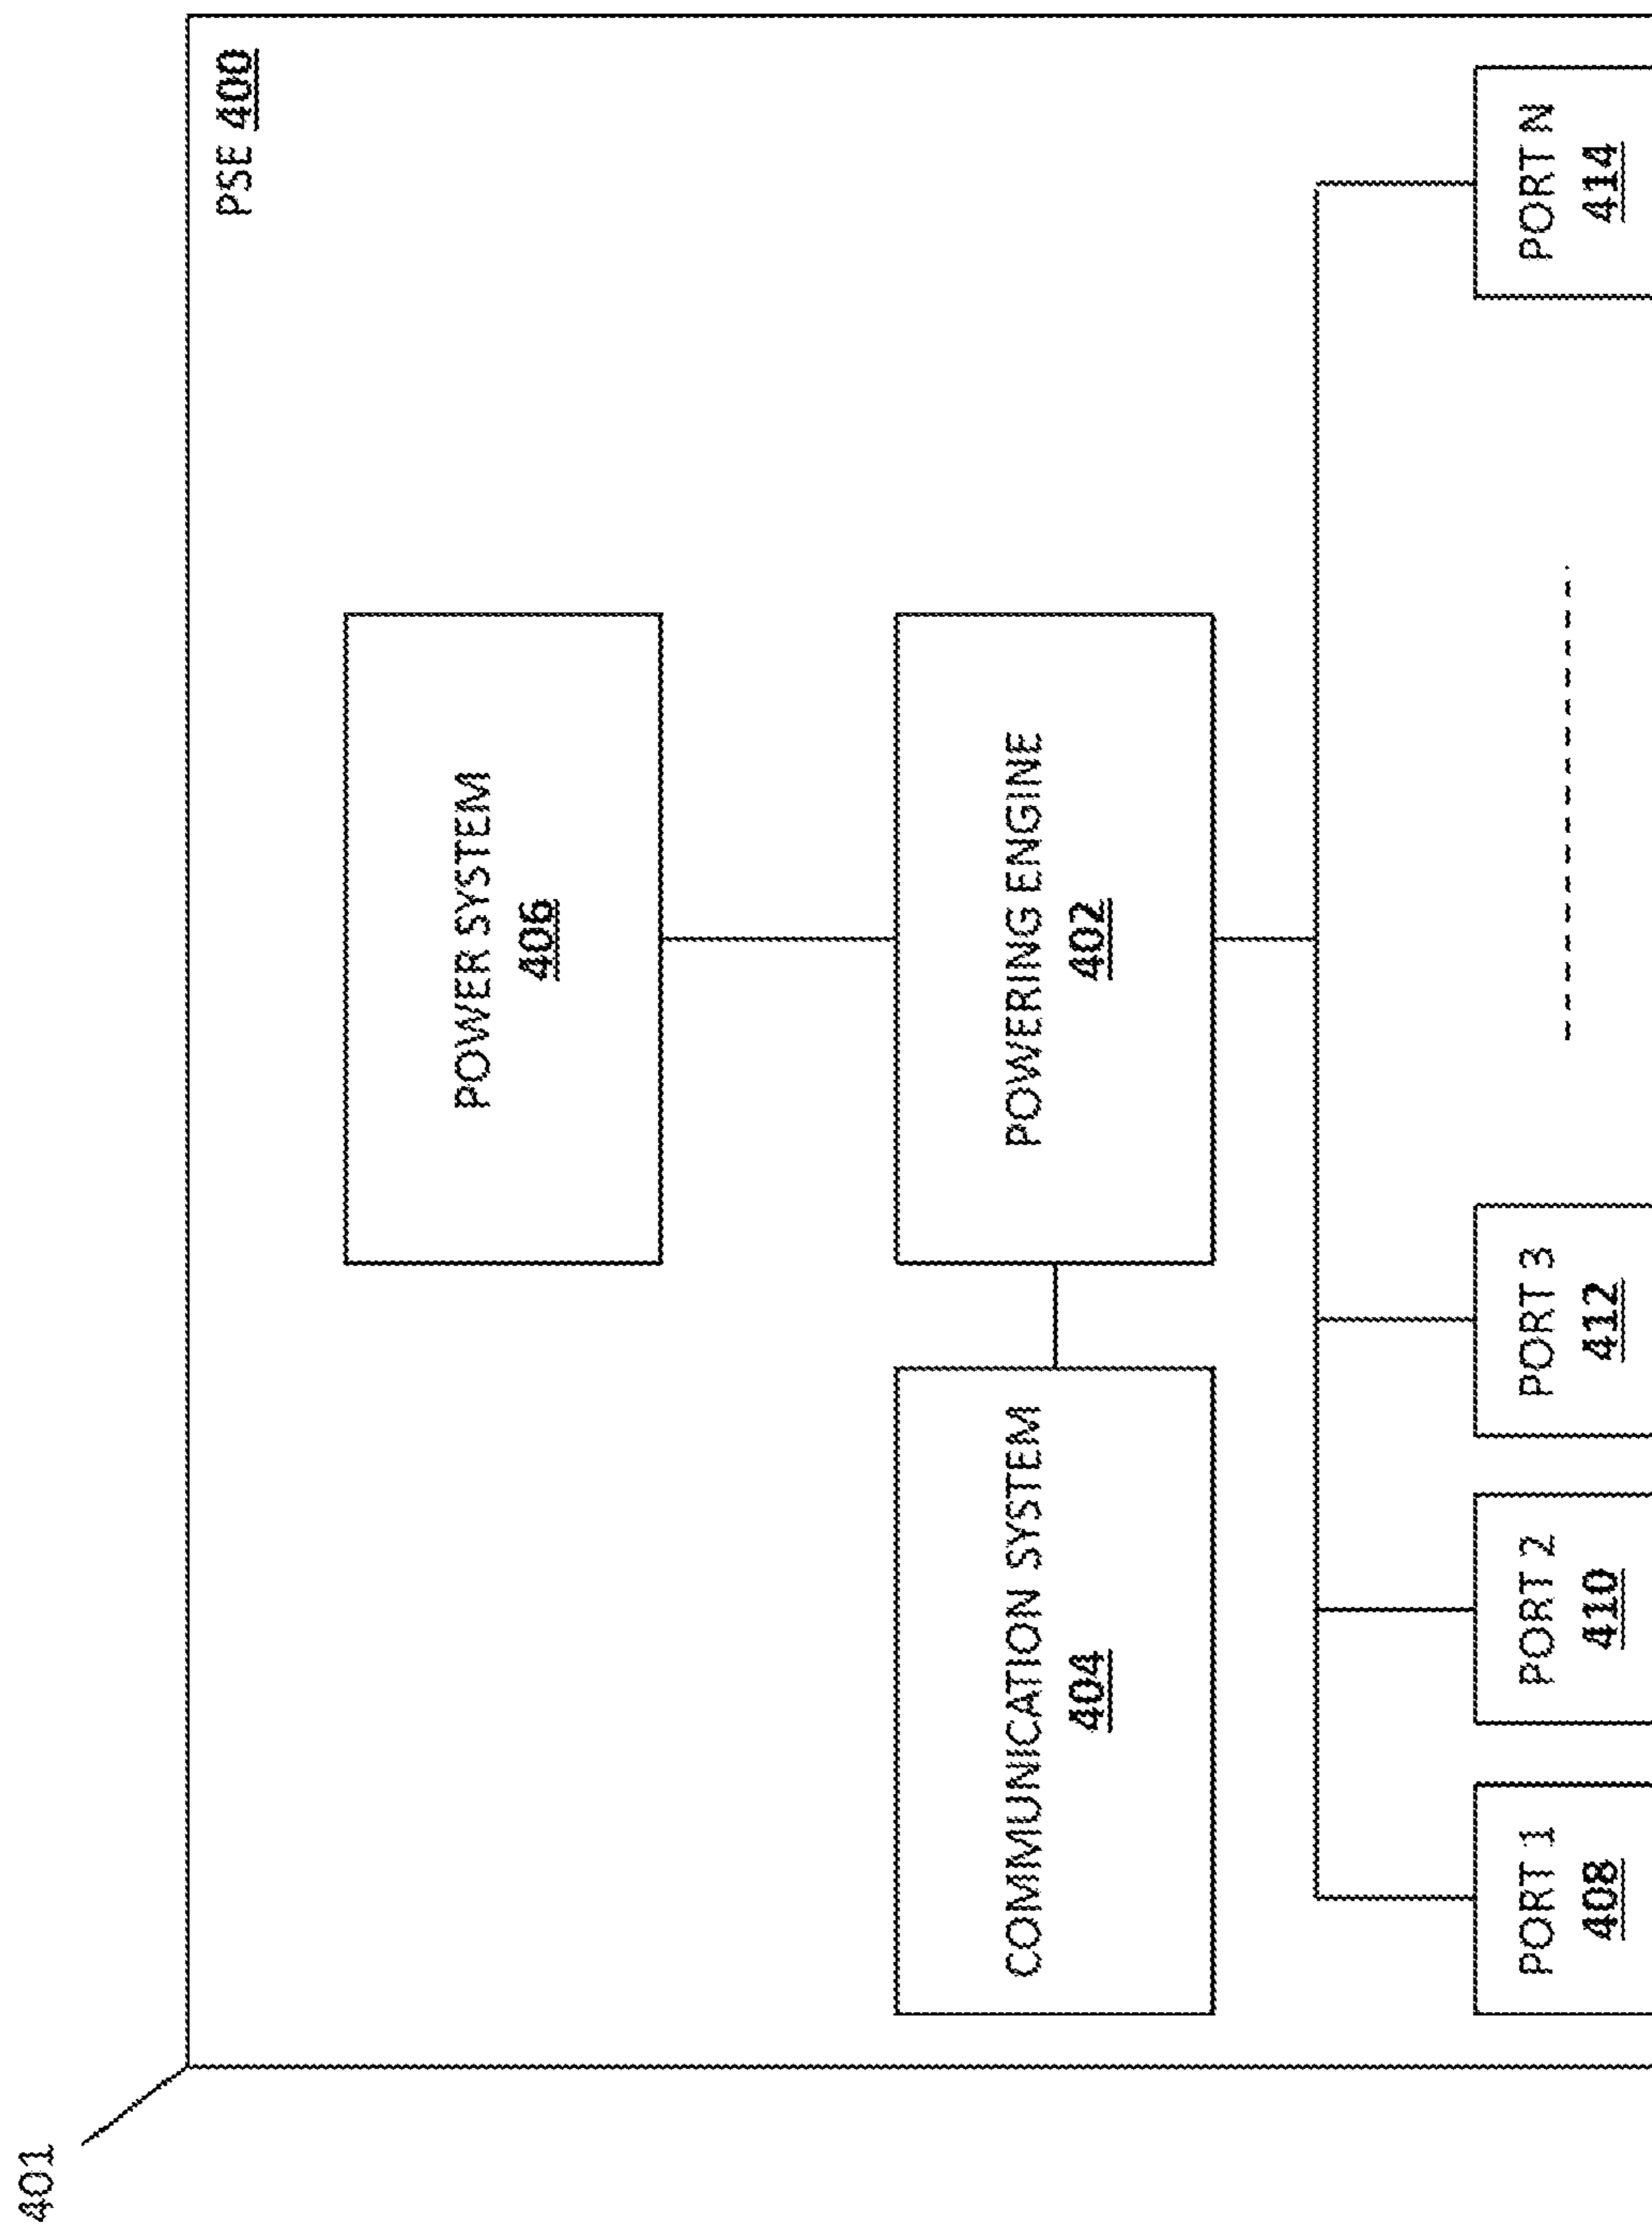 401
PSE 400
POWER SYSTEM
406
COMMUNICATION SYSTEM
404
POWERING ENGINE
402
PORT 1
408
PORT 2
410
PORT 3
412
PORT N
414